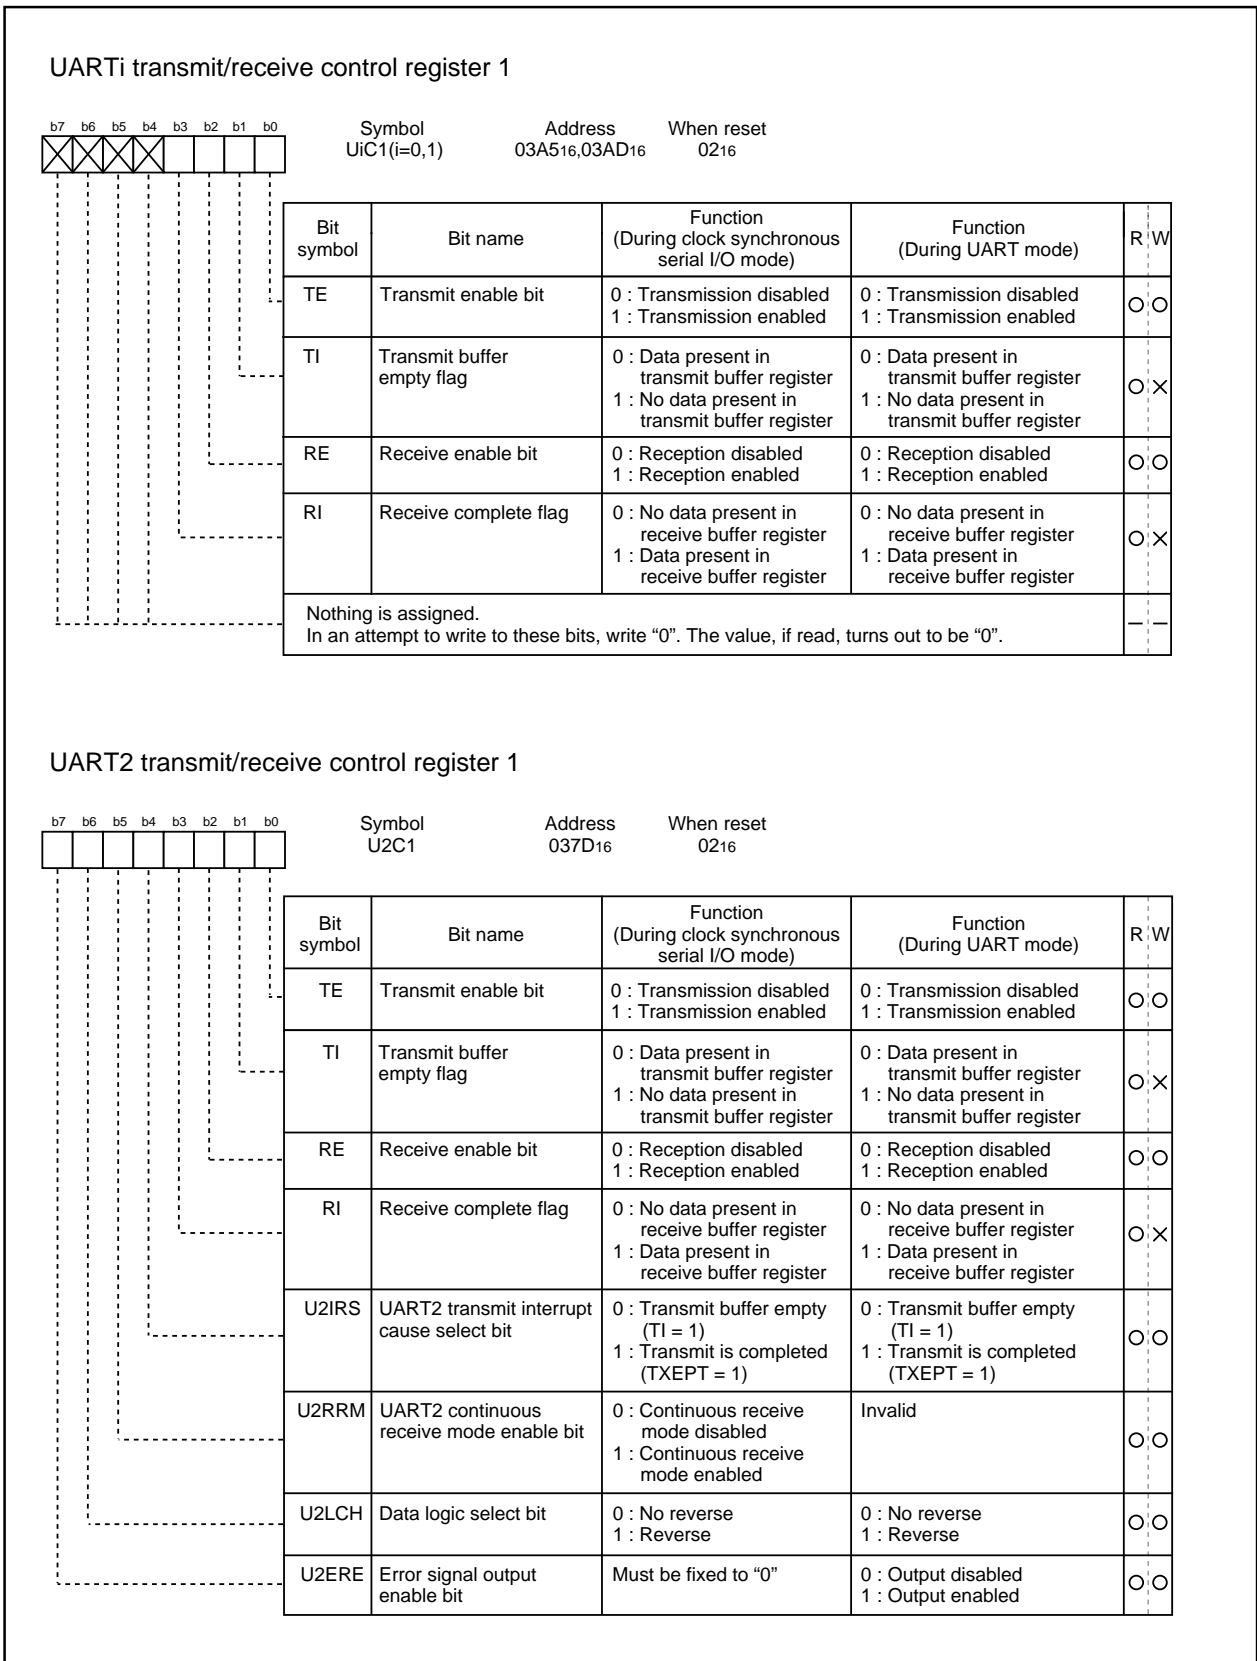 UARTi transmit/receive control register 1
b7 b6 b5 b4 b3 b2 b1 b0
Symbol Address When reset
UiC1(i=0,1) 03A516,03AD16 0216
Bit symbol Bit name Function (During clock synchronous serial I/O mode) Function (During UART mode) R W
TE Transmit enable bit 0 : Transmission disabled 0 : Transmission disabled
1 : Transmission enabled 1 : Transmission enabled
TI Transmit buffer 0 : Data present in 0 : Data present in
empty flag transmit buffer register transmit buffer register
1 : No data present in 1 : No data present in
transmit buffer register transmit buffer register
RE Receive enable bit 0 : Reception disabled 0 : Reception disabled
1 : Reception enabled 1 : Reception enabled
RI Receive complete flag 0 : No data present in 0 : No data present in
receive buffer register receive buffer register
1 : Data present in 1 : Data present in
receive buffer register receive buffer register
Nothing is assigned.
In an attempt to write to these bits, write “0”. The value, if read, turns out to be “0”.
UART2 transmit/receive control register 1
b7 b6 b5 b4 b3 b2 b1 b0
Symbol Address When reset
U2C1 037D16 0216
Bit symbol Bit name Function (During clock synchronous serial I/O mode) Function (During UART mode) R W
TE Transmit enable bit 0 : Transmission disabled 0 : Transmission disabled
1 : Transmission enabled 1 : Transmission enabled
TI Transmit buffer 0 : Data present in 0 : Data present in
empty flag transmit buffer register transmit buffer register
1 : No data present in 1 : No data present in
transmit buffer register transmit buffer register
RE Receive enable bit 0 : Reception disabled 0 : Reception disabled
1 : Reception enabled 1 : Reception enabled
RI Receive complete flag 0 : No data present in 0 : No data present in
receive buffer register receive buffer register
1 : Data present in 1 : Data present in
receive buffer register receive buffer register
U2IRS UART2 transmit interrupt 0 : Transmit buffer empty 0 : Transmit buffer empty
cause select bit (TI = 1) (TI = 1)
1 : Transmit is completed 1 : Transmit is completed
(TXEPT = 1) (TXEPT = 1)
U2RRM UART2 continuous 0 : Continuous receive Invalid
receive mode enable bit mode disabled
1 : Continuous receive
mode enabled
U2LCH Data logic select bit 0 : No reverse 0 : No reverse
1 : Reverse 1 : Reverse
U2ERE Error signal output Must be fixed to “0” 0 : Output disabled
enable bit 1 : Output enabled